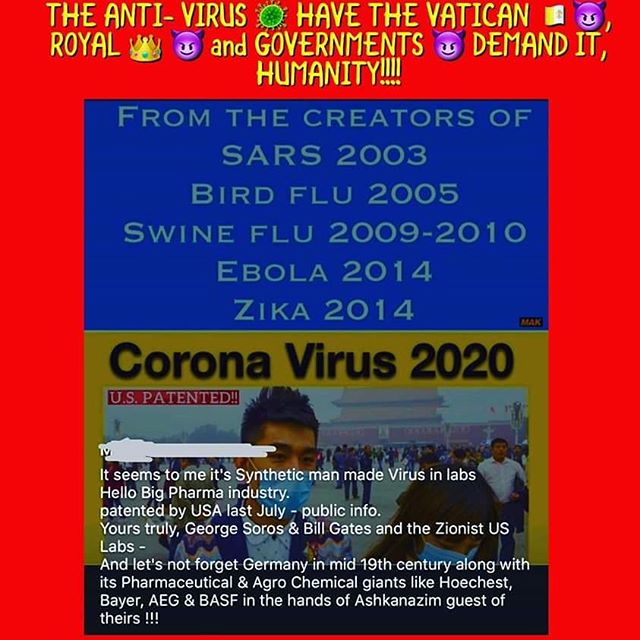 THE ANTI- VIRUS 🦠 HAVE THE VATICAN 🇻🇦😈,
ROYAL 👑 😈 and GOVERNMENTS 😈 DEMAND IT,
HUMANITY!!!!
FROM THE CREATORS OF
SARS 2003
BIRD FLU 2005
SWINE FLU 2009-2010
EBOLA 2014
ZIKA 2014
MAK
Corona Virus 2020
U.S. PATENTED!!
It seems to me it's Synthetic man made Virus in labs
Hello Big Pharma industry.
patented by USA last July - public info.
Yours truly, George Soros & Bill Gates and the Zionist US
Labs -
And let's not forget Germany in mid 19th century along with
its Pharmaceutical & Agro Chemical giants like Hoechest,
Bayer, AEG & BASF in the hands of Ashkanazim guest of
theirs !!!